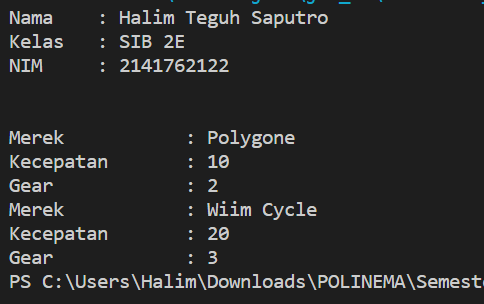 Nama : Halim Teguh Saputro
Kelas : SIB 2E
NIM : 2141762122
Merek : Polygone
Kecepatan : 10
Gear : 2
Merek : Wiim Cycle
Kecepatan : 20
Gear : 3
PS C:\Users\Halim\Downloads\POLINEMA\Semest